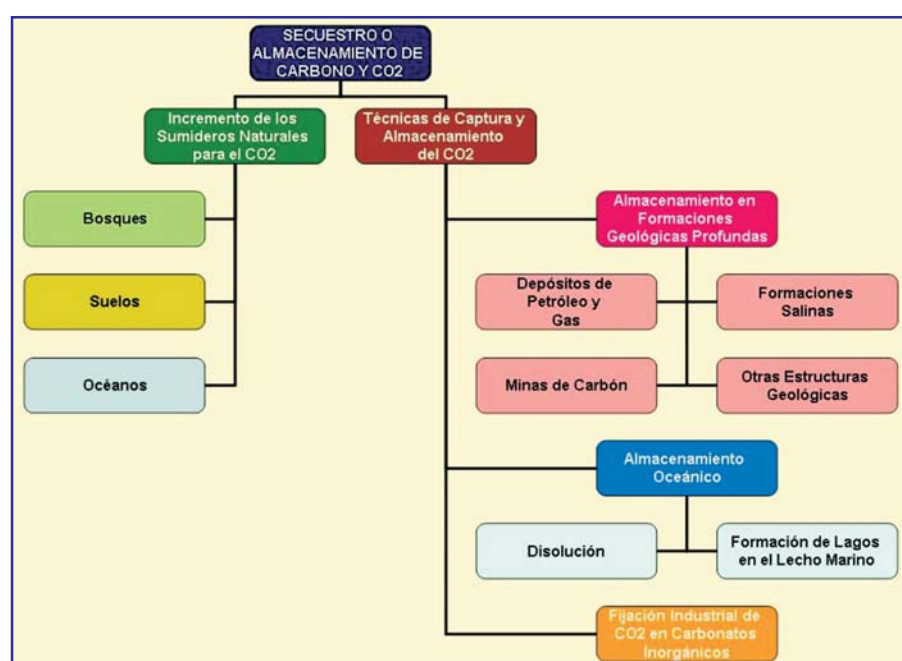 SECUESTRO O
ALMACENAMIENTO DE
CARBONO Y CO2
Incremento de los
Sumideros Naturales
para el CO2
Técnicas de Captura y
Almacenamiento
del CO2
Bosques
Suelos
Océanos
Almacenamiento en
Formaciones
Geológicas Profundas
Depósitos de
Petróleo y
Gas
Formaciones
Salinas
Minas de Carbón
Otras Estructuras
Geológicas
Almacenamiento
Oceánico
Disolución
Formación de Lagos
en el Lecho Marino
Fijación Industrial de
CO2 en Carbonatos
Inorgánicos